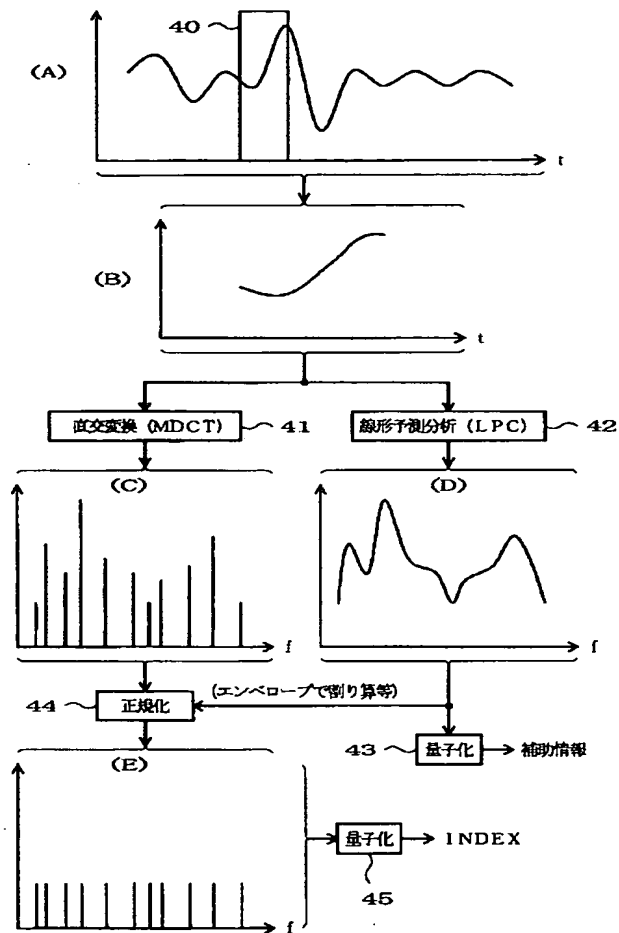 40
(A)
t
(B)
t
直交変換(MDCT)
41
線形予測分析(LPC)
42
(C)
(D)
f
f
(エンベロープで割り算等)
44
正規化
43
量子化
補助情報
(E)
量子化
INDEX
45
f